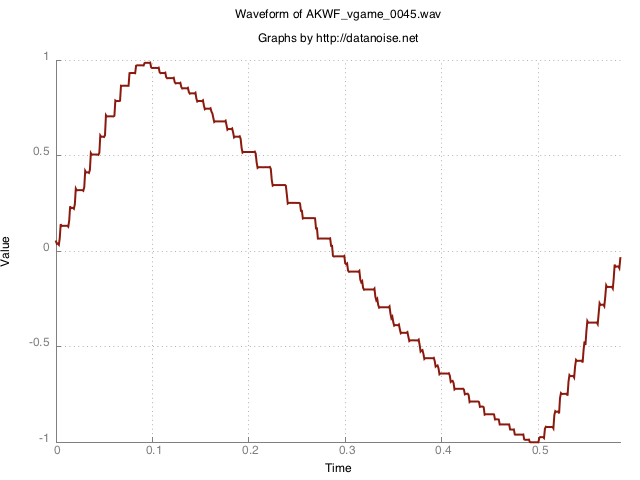 Waveform of AKWF_vgame_0045.wav
Graphs by http://datanoise.net
1
0.5
0
-0.5
-1
Value
0 0.1 0.2 0.3 0.4 0.5
Time